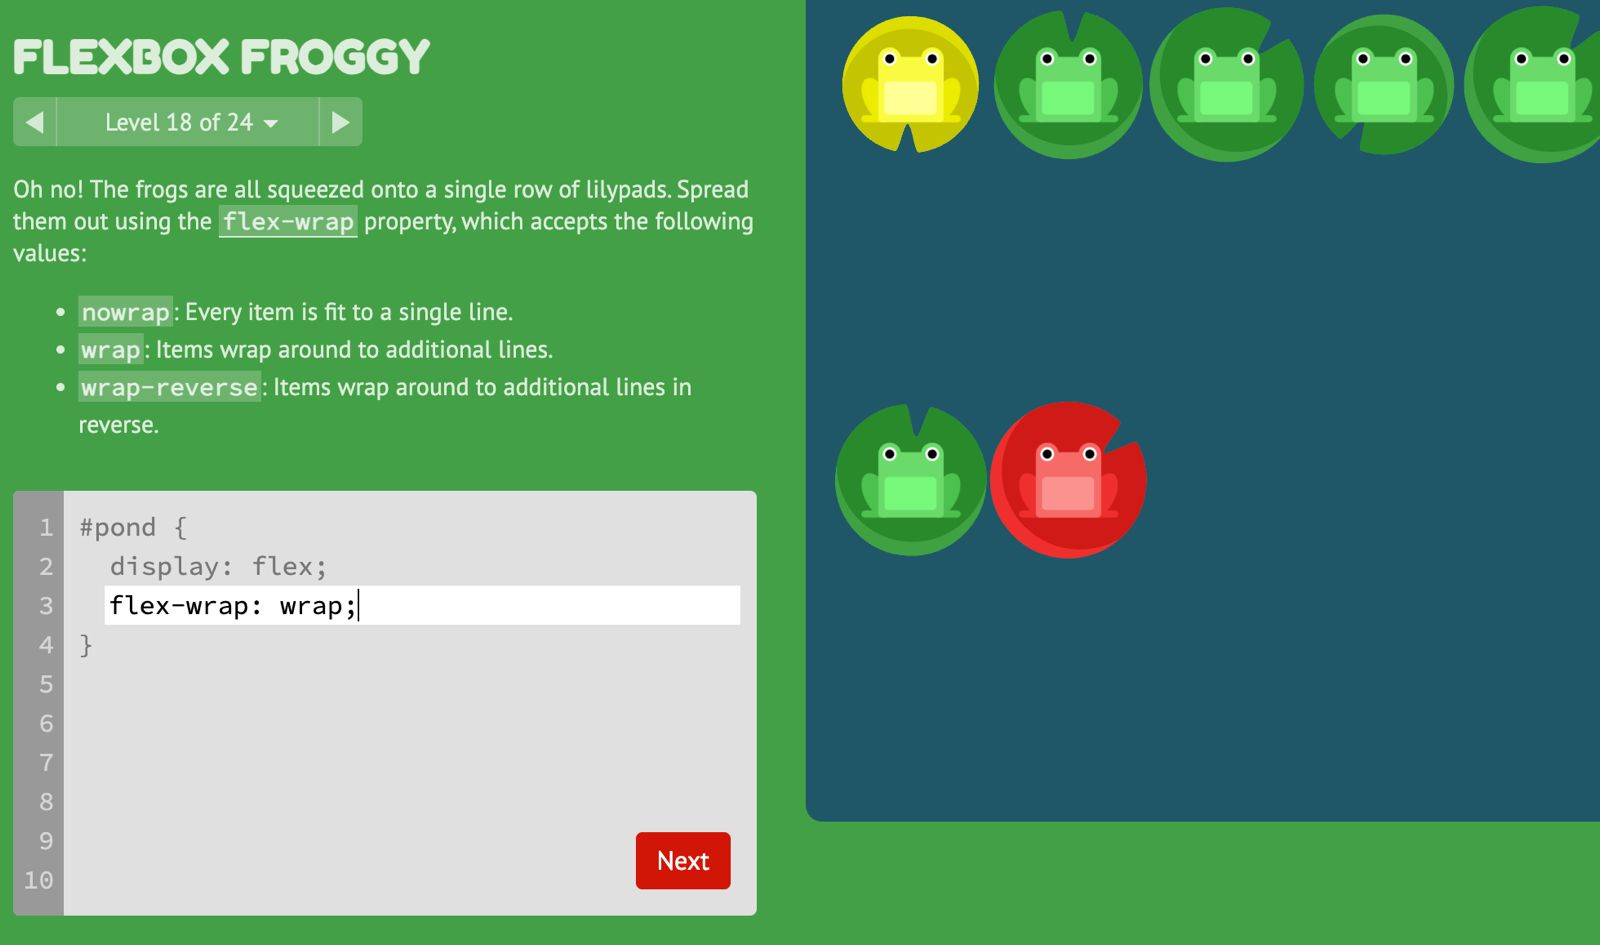 FLEXBOX FROGGY
Level 18 of 24
Oh no! The frogs are all squeezed onto a single row of lilypads. Spread
them out using the flex-wrap property, which accepts the following
values:
nowrap: Every item is fit to a single line.
wrap: Items wrap around to additional lines.
wrap-reverse: Items wrap around to additional lines in
reverse.
1 #pond {
2 display: flex;
3 flex-wrap: wrap;
4 }
5
6
7
8
9
10
Next